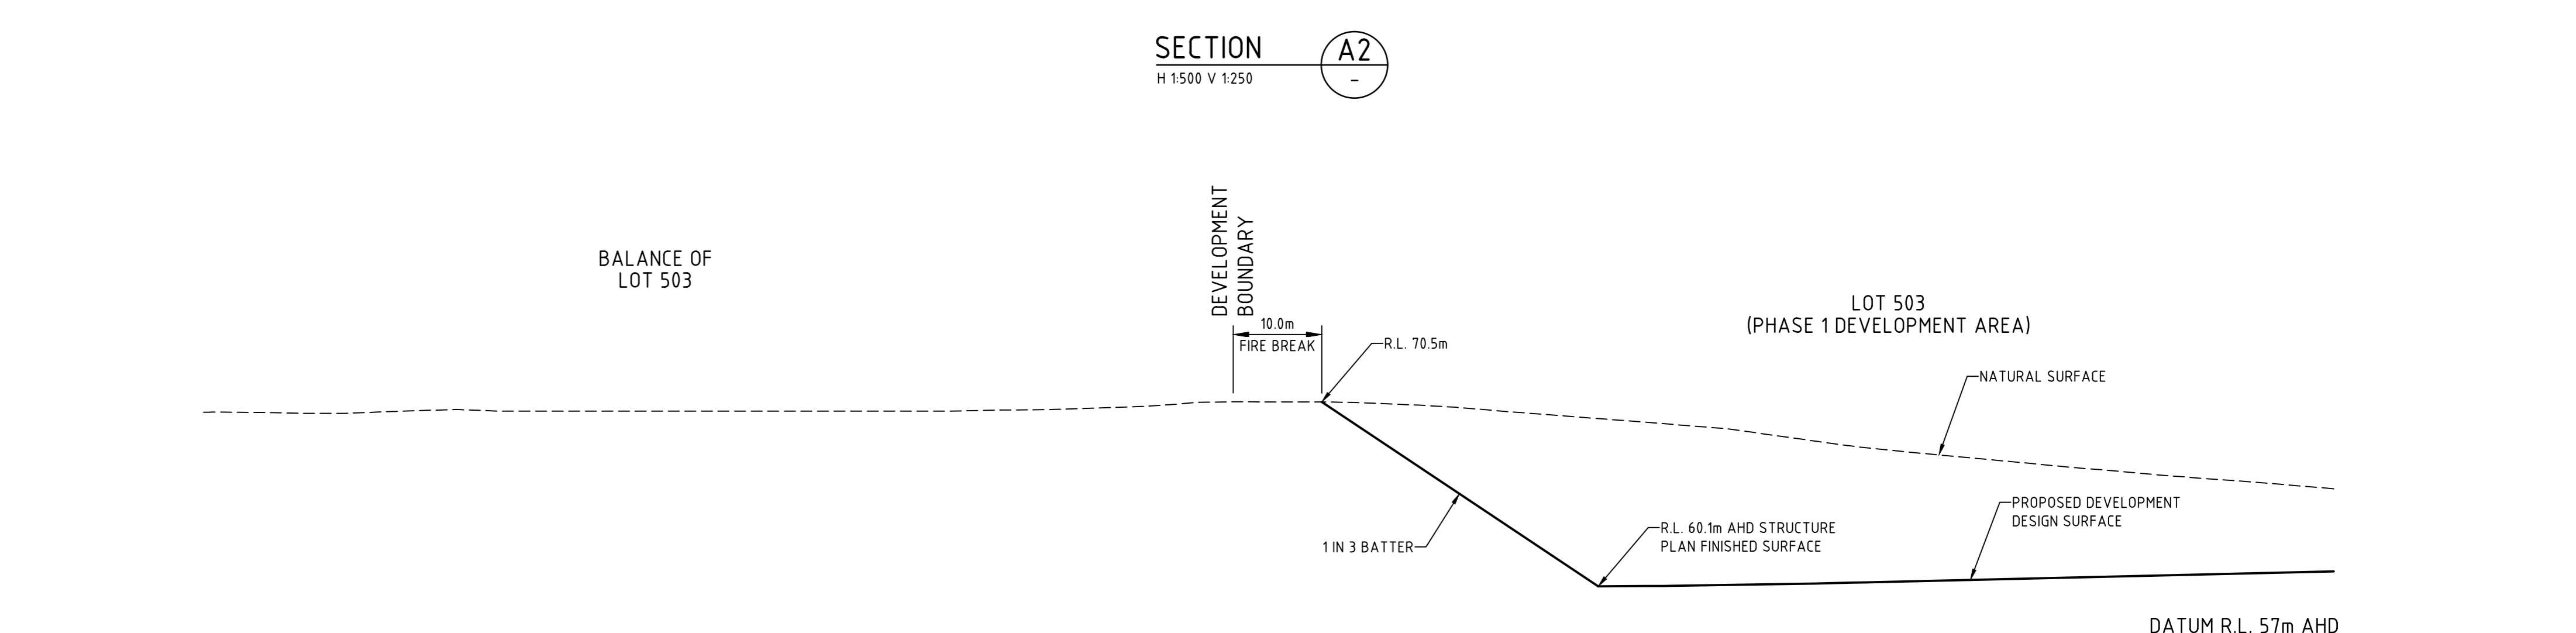 SECTION
A2
H 1:500 V 1:250
-
DEVELOPMENT
BOUNDARY
BALANCE OF
LOT 503
LOT 503
(PHASE 1 DEVELOPMENT AREA)
10.0m
FIRE BREAK
R.L. 70.5m
NATURAL SURFACE
PROPOSED DEVELOPMENT
DESIGN SURFACE
R.L. 60.1m AHD STRUCTURE
PLAN FINISHED SURFACE
1 IN 3 BATTER
DATUM R.L. 57m AHD